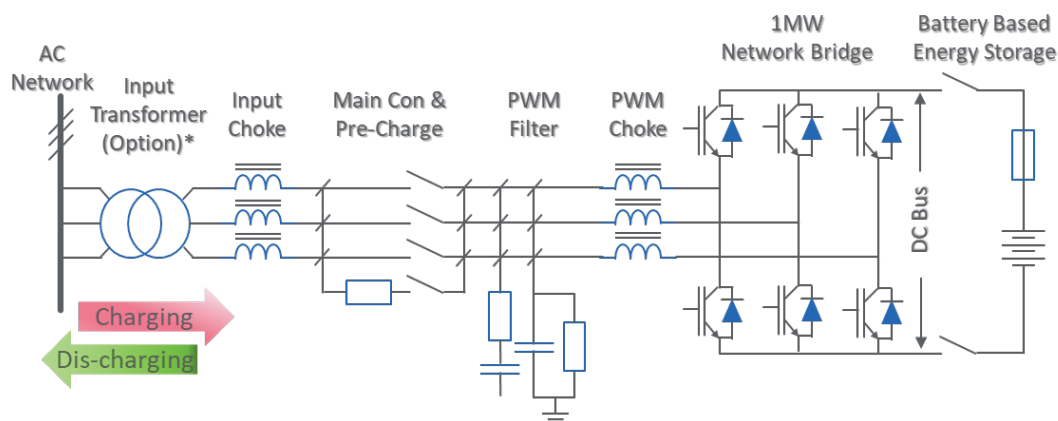 AC
Network
Input
Transformer
(Option)*
Input
Choke
Main Con &
Pre-Charge
PWM
Filter
PWM
Choke
1MW
Network Bridge
Battery Based
Energy Storage
DC Bus
Charging
Dis-charging